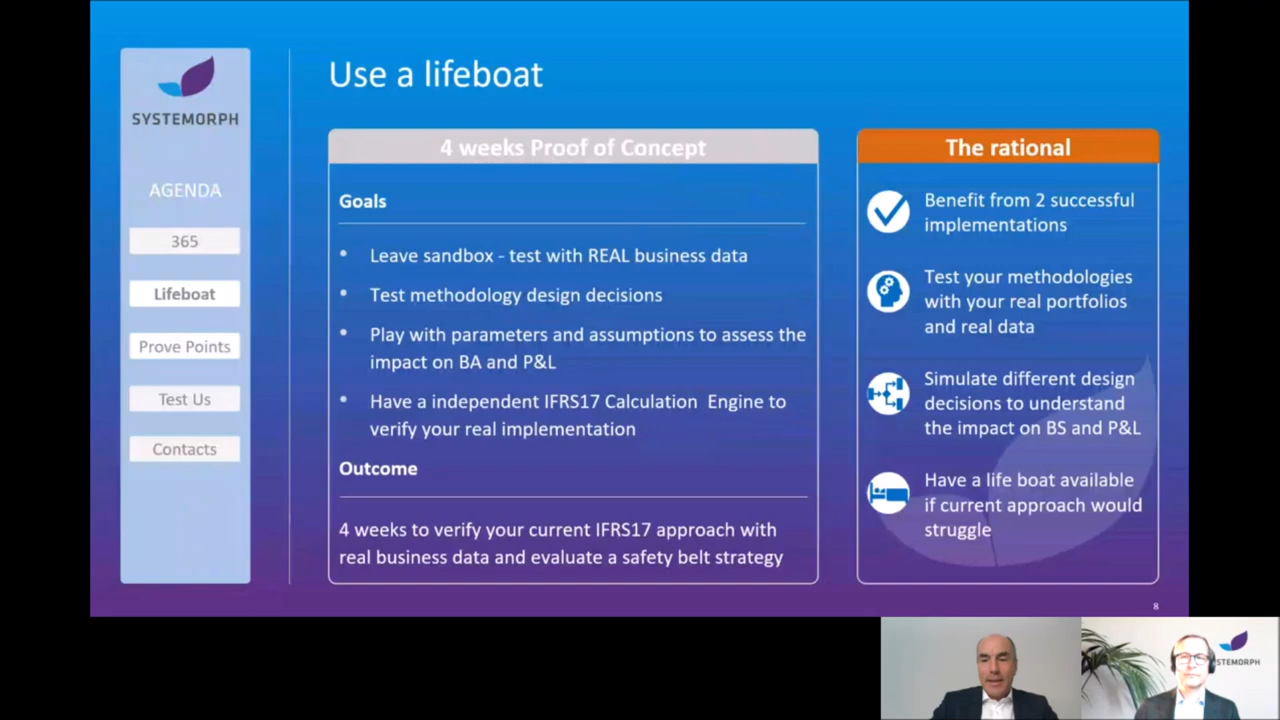 SYSTEMORPH
AGENDA
365
Lifeboat
Prove Points
Test Us
Contacts
Use a lifeboat
4 weeks Proof of Concept
Goals
• Leave sandbox - test with REAL business data
• Test methodology design decisions
• Play with parameters and assumptions to assess the
impact on BA and P&L
• Have a independent IFRS17 Calculation Engine to
verify your real implementation
Outcome
4 weeks to verify your current IFRS17 approach with
real business data and evaluate a safety belt strategy
The rational
Benefit from 2 successful
implementations
Test your methodologies
with your real portfolios
and real data
Simulate different design
decisions to understand
the impact on BS and P&L
Have a life boat available
if current approach would
struggle
8
STEMORPH